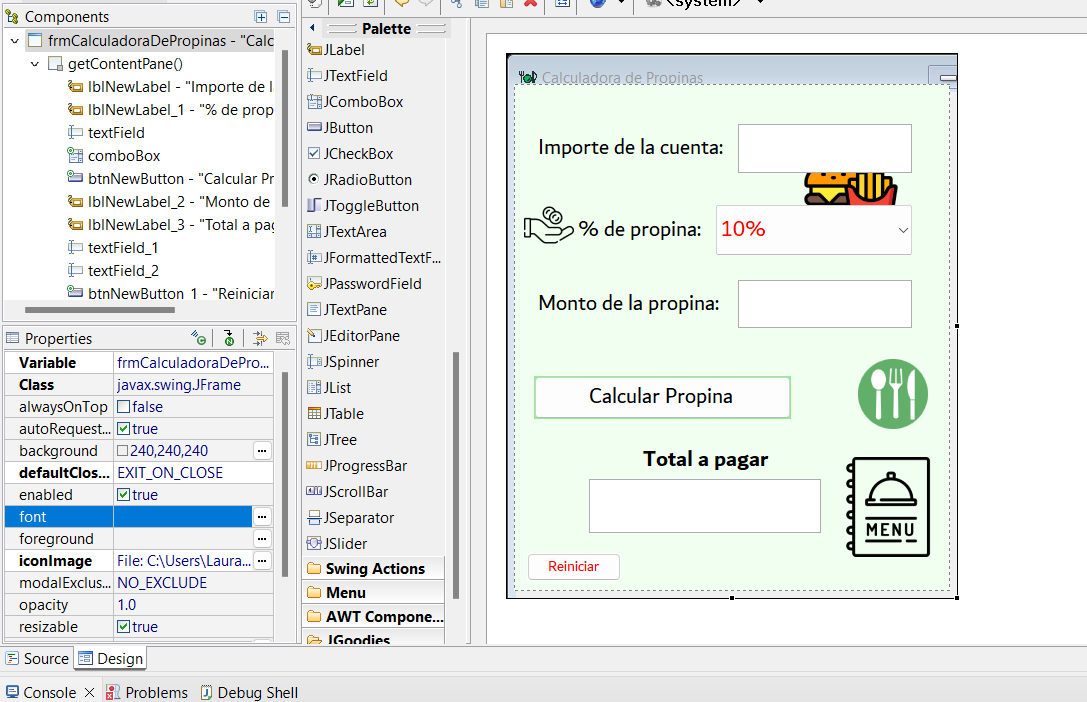 Components
frmCalculadoraDePropinas - "Calc
getContentPane()
lblNewLabel - "Importe de l
lblNewLabel_1 - "% de prop
textField
comboBox
btnNewButton - "Calcular Pr
lblNewLabel_2 - "Monto de
lblNewLabel_3 - "Total a pag
textField_1
textField_2
btnNewButton_1 - "Reiniciar
Properties
Variable frmCalculadoraDePro...
Class javax.swing.JFrame
alwaysOnTop false
autoRequest... true
background 240,240,240 ...
defaultClos... EXIT_ON_CLOSE
enabled true
font ...
foreground ...
iconImage File: C:\Users\Laura... ...
modalExclus... NO_EXCLUDE
opacity 1.0
resizable true
Source Design
Console Problems Debug Shell
Palette
JLabel
JTextField
JComboBox
JButton
JCheckBox
JRadioButton
JToggleButton
JTextArea
JFormattedTextF...
JPasswordField
JTextPane
JEditorPane
JSpinner
JList
JTable
JTree
JProgressBar
JScrollBar
JSeparator
JSlider
Swing Actions
Menu
AWT Compone...
JGoodies
<system>
Calculadora de Propinas
Importe de la cuenta:
% de propina: 10%
Monto de la propina:
Calcular Propina
Total a pagar
MENU
Reiniciar